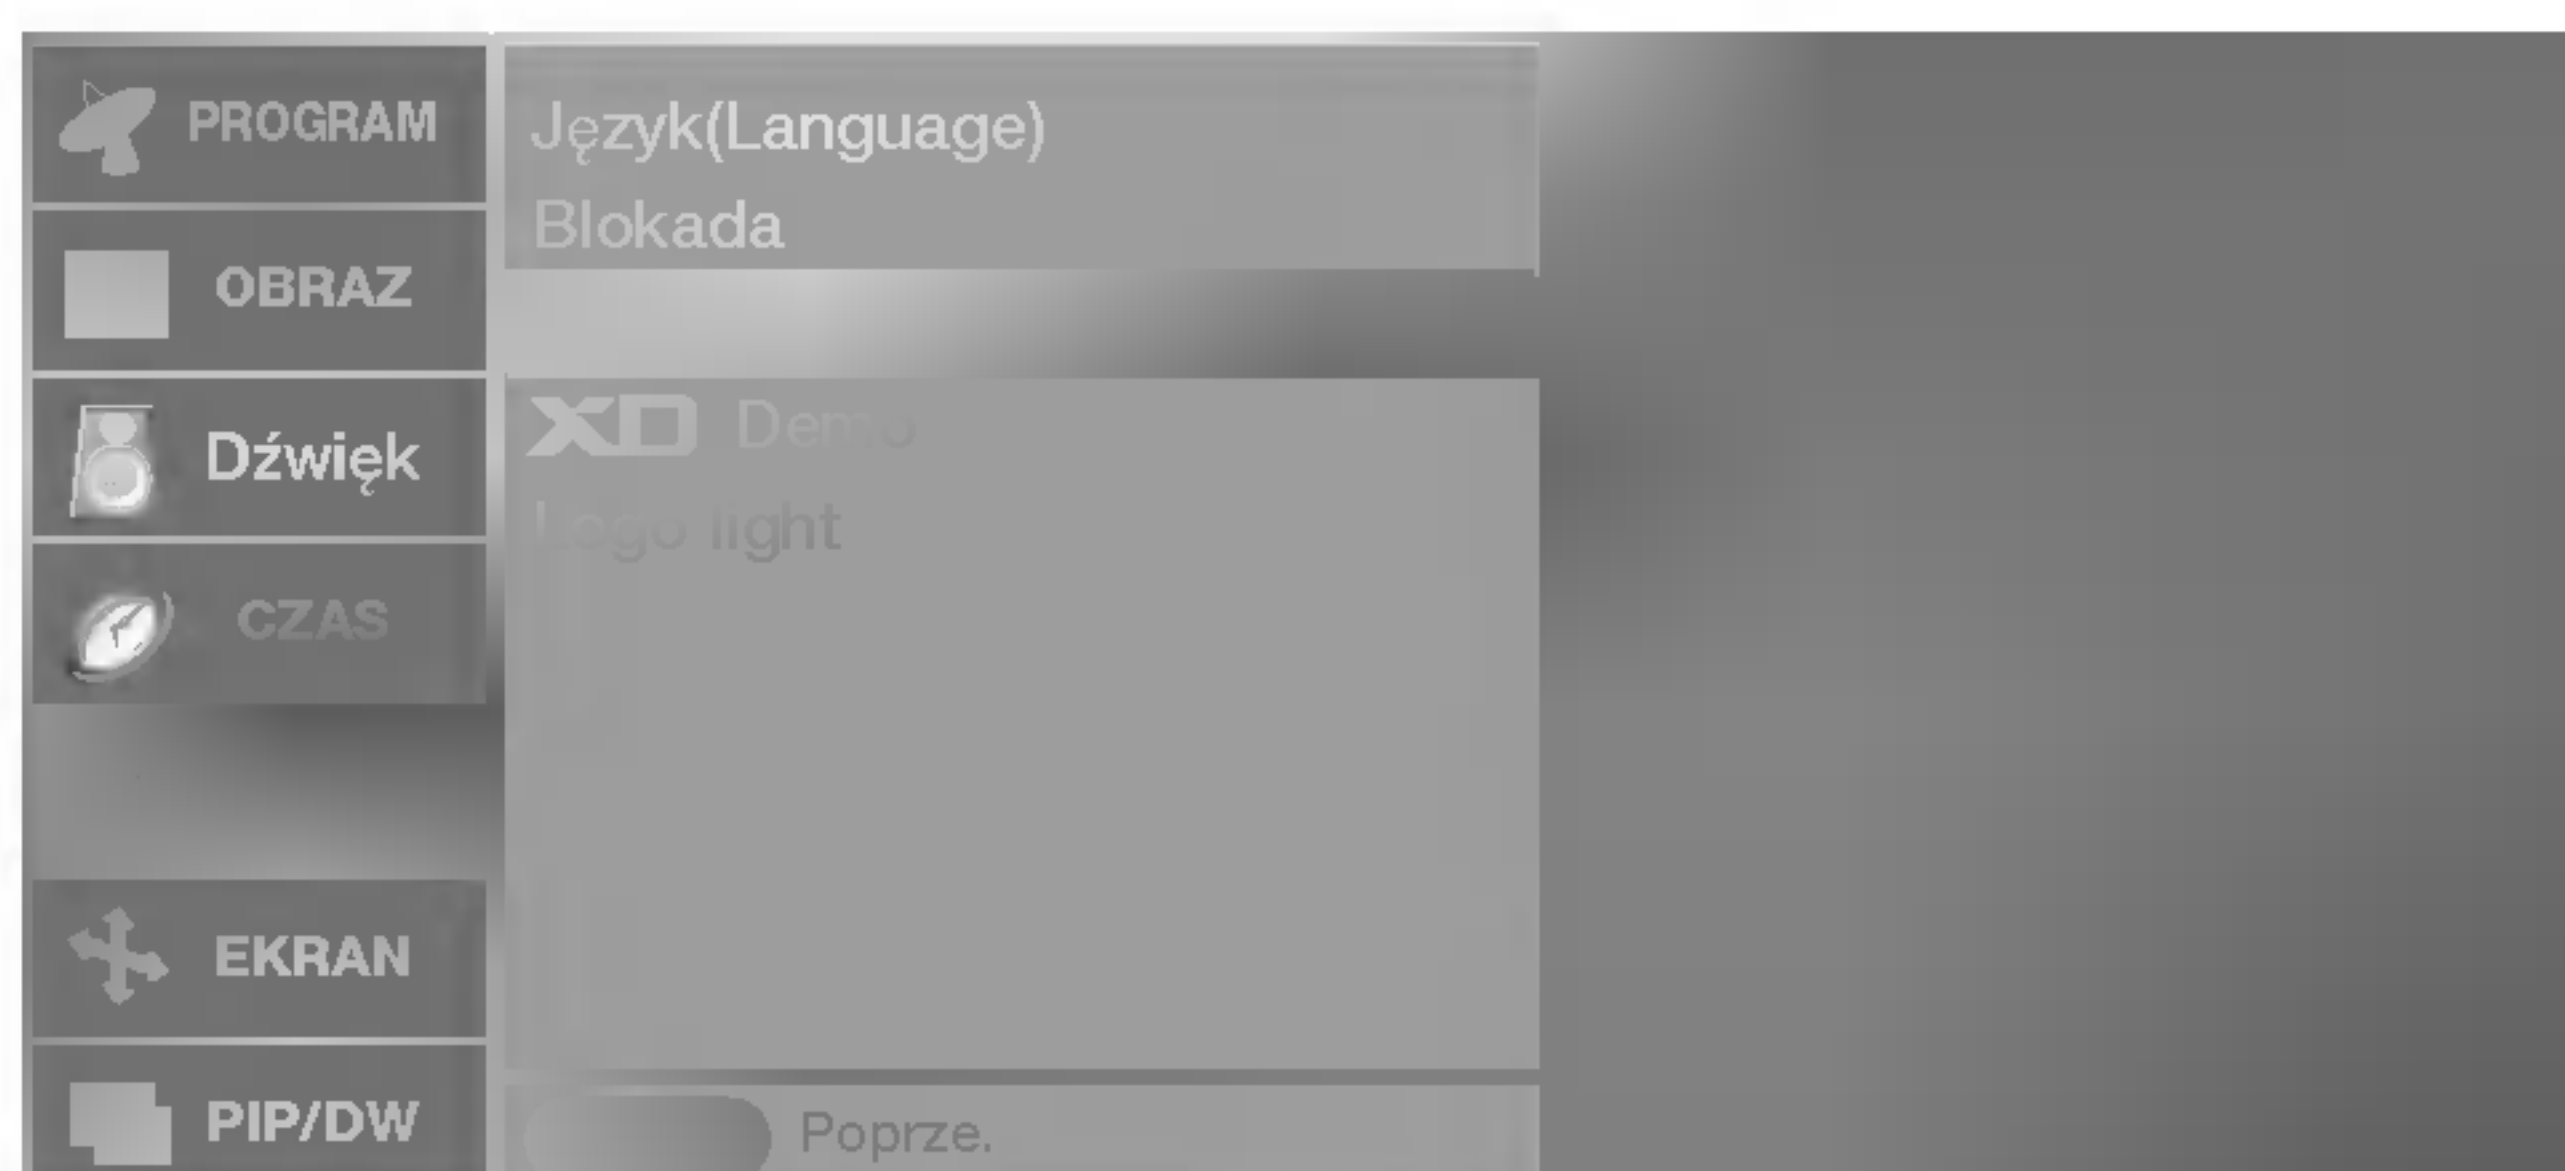 PROGRAM
OBRAZ
Dźwięk
CZAS
EKRAN
PIP/DW
Język(Language)
Blokada
XD Demo
Logo light
Poprze.